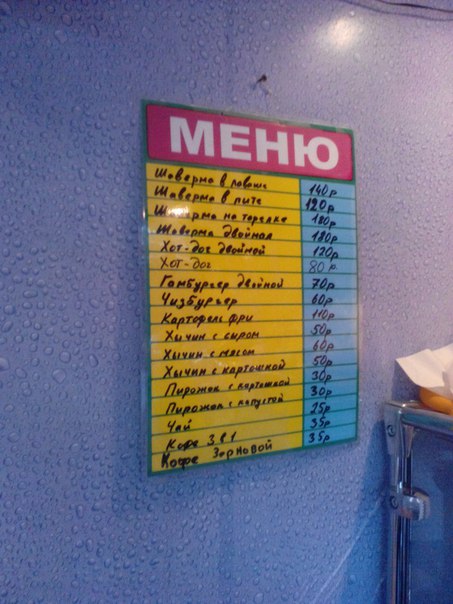 МЕНЮ
Шаверма в лаваше 140р
Шаверма в пите 120р
Шаверма на тарелке 180р
Шаверма двойная 180р
Хот-дог двойной 120р
Хот-дог 80р
Гамбургер двойной 70р
Чизбургер 60р
Картофель фри 110р
Хычин с сыром 50р
Хычин с мясом 60р
Хычин с картошкой 50р
Пирожок с картошкой 30р
Пирожок с капустой 30р
Чай 25р
Кофе 3 в 1 35р
Кофе Зерновой 35р